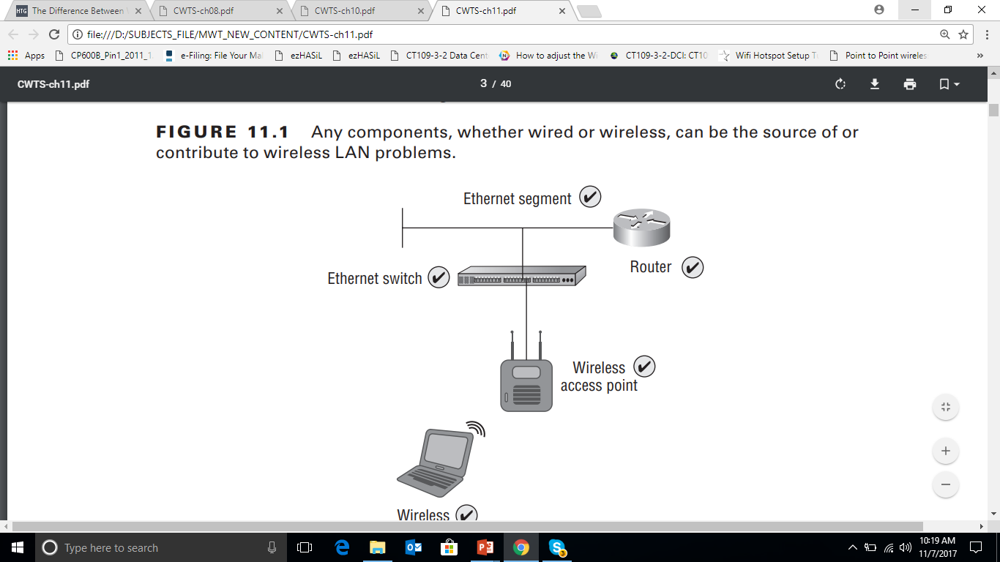 HTG The Difference Between
CWTS-ch08.pdf
CWTS-ch10.pdf
CWTS-ch11.pdf
file:///D:/SUBJECTS_FILE/MWT_NEW_CONTENT/CWTS-ch11.pdf
Apps CP600B_Pin1_2011_1 e-Filing: File Your Ma ezHASiL ezHASiL CT109-3-2 Data Cent How to adjust the Wi CT109-3-2-DCI: CT10 Wifi Hotspot Setup T Point to Point wireles »
CWTS-ch11.pdf
3 / 40
FIGURE 11.1 Any components, whether wired or wireless, can be the source of or
contribute to wireless LAN problems.
Ethernet segment
Router
Ethernet switch
Wireless
access point
Wireless
Type here to search
10:19 AM
11/7/2017